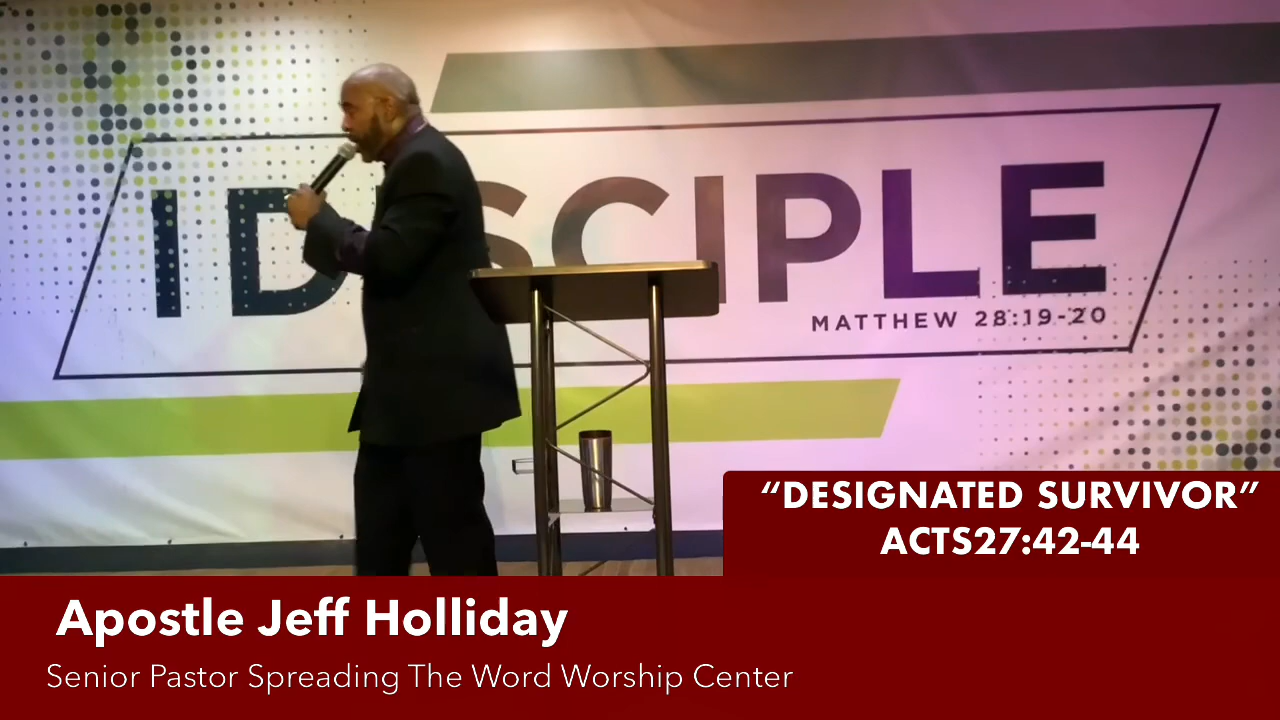 I DISCIPLE
MATTHEW 28:19-20
“DESIGNATED SURVIVOR”
ACTS27:42-44
Apostle Jeff Holliday
Senior Pastor Spreading The Word Worship Center